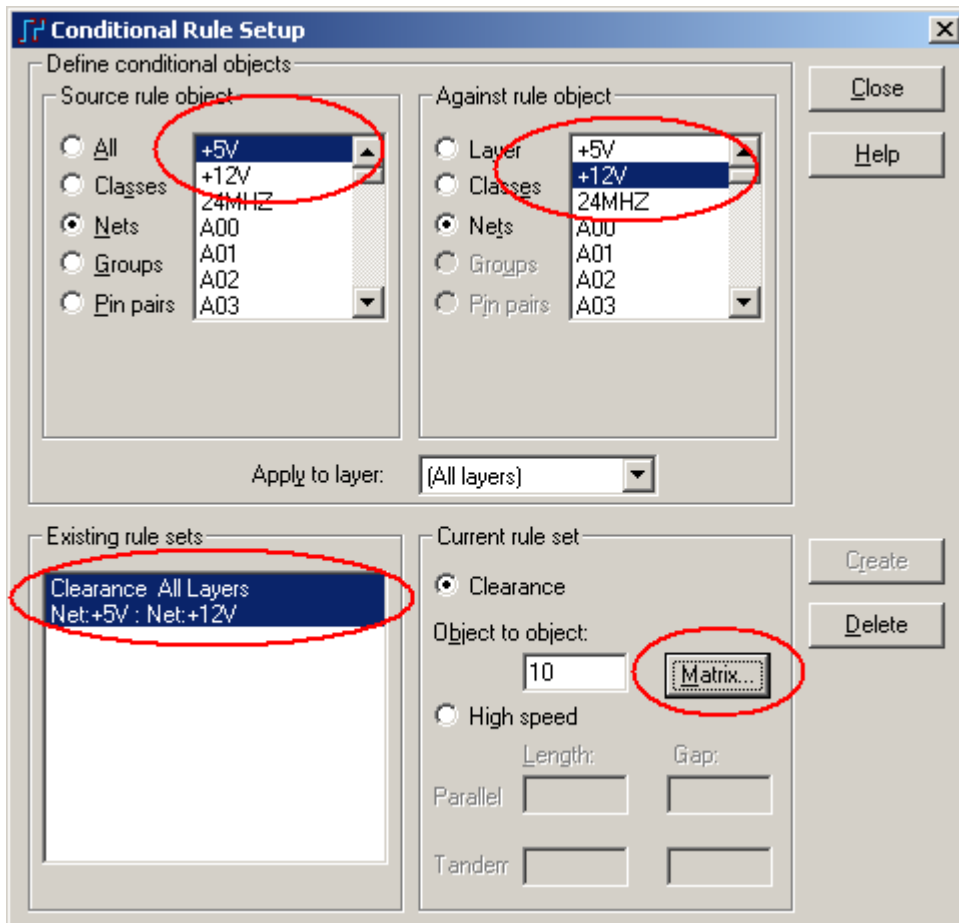 Conditional Rule Setup
Define conditional objects
Source rule object
All
Classes
Nets
Groups
Pin pairs
+5V
+12V
24MHZ
A00
A01
A02
A03
Against rule object
Layer
Classes
Nets
Groups
Pin pairs
+5V
+12V
24MHZ
A00
A01
A02
A03
Apply to layer:
(All layers)
Close
Help
Existing rule sets
Clearance All Layers
Net:+5V : Net:+12V
Current rule set
Clearance
Object to object:
10
Matrix...
High speed
Length:
Gap:
Parallel
Tanderr
Create
Delete